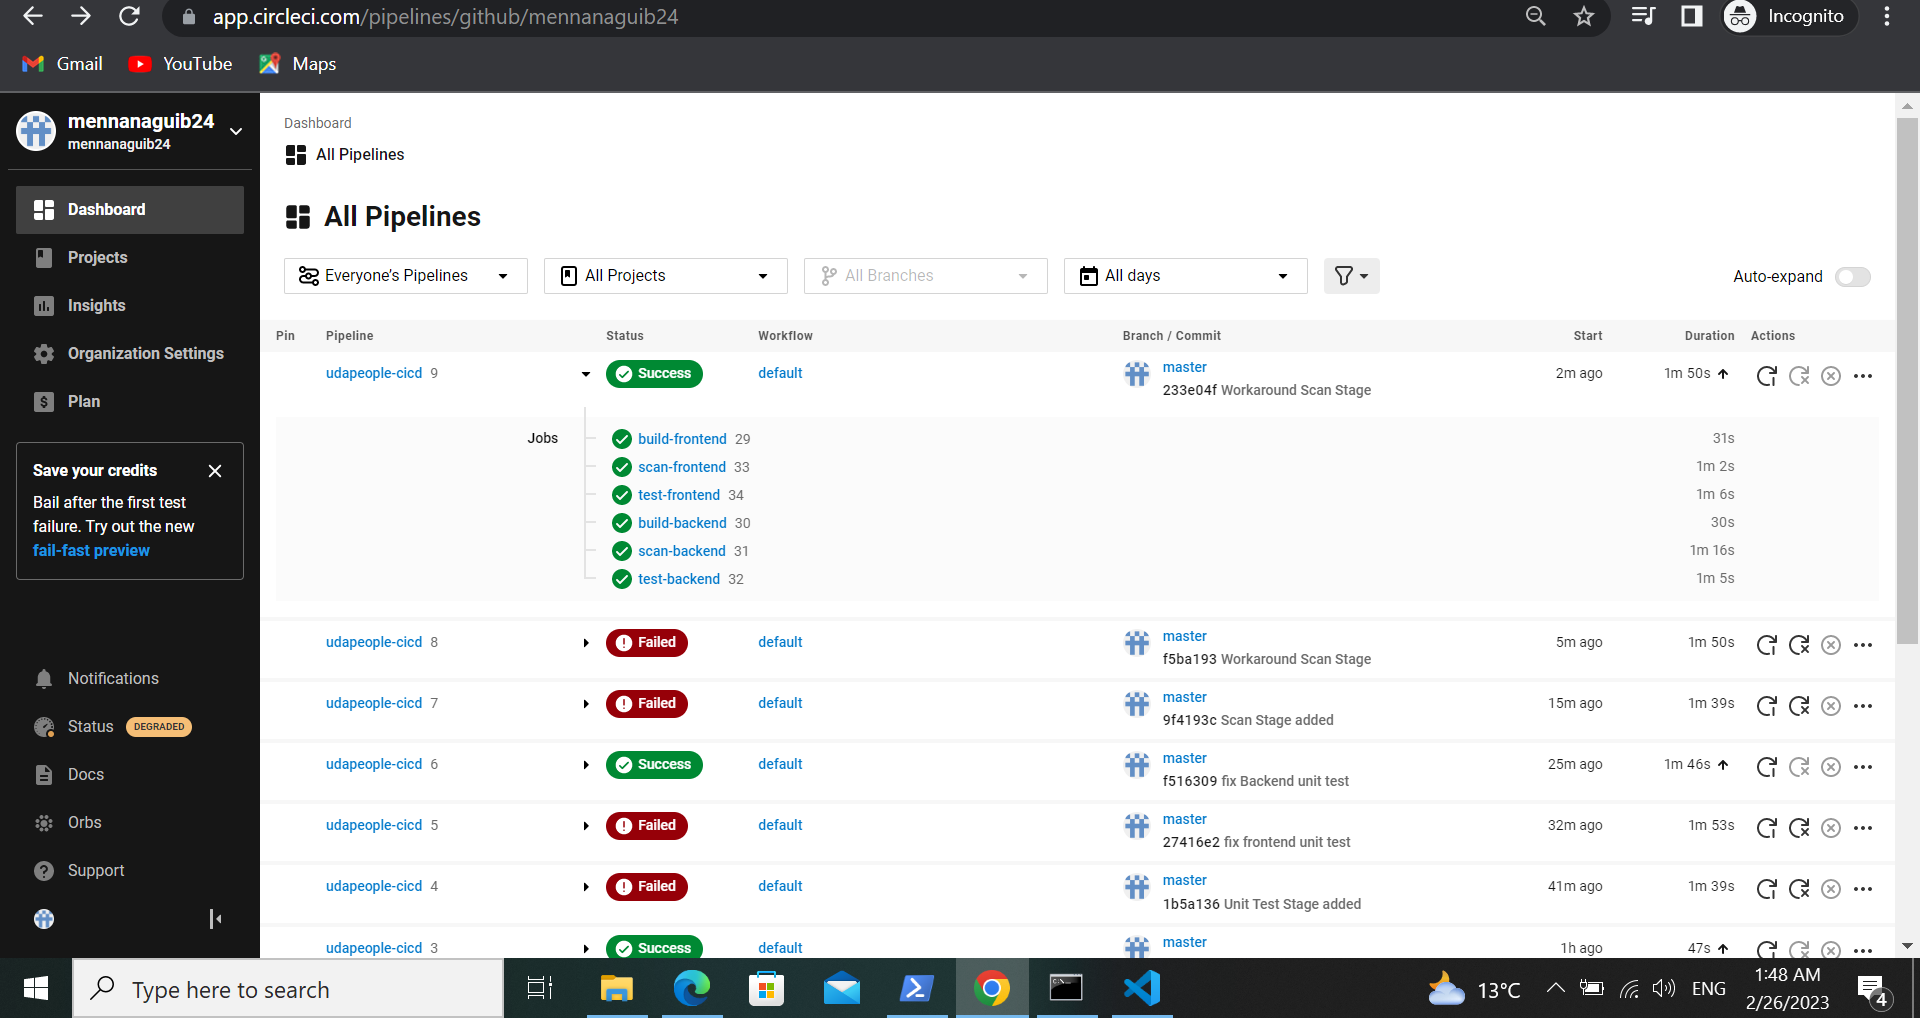 app.circleci.com/pipelines/github/mennanaguib24
Incognito
Gmail
YouTube
Maps
mennanaguib24
mennanaguib24
Dashboard
Projects
Insights
Organization Settings
Plan
Save your credits
Bail after the first test
failure. Try out the new
fail-fast preview
Notifications
Status DEGRADED
Docs
Orbs
Support
Dashboard
All Pipelines
All Pipelines
Everyone's Pipelines
All Projects
All Branches
All days
Auto-expand
Pin Pipeline Status Workflow Branch / Commit Start Duration Actions
udapeople-cicd 9 Success default master 2m ago 1m 50s
233e04f Workaround Scan Stage
Jobs
build-frontend 29 31s
scan-frontend 33 1m 2s
test-frontend 34 1m 6s
build-backend 30 30s
scan-backend 31 1m 16s
test-backend 32 1m 5s
udapeople-cicd 8 Failed default master 5m ago 1m 50s
f5ba193 Workaround Scan Stage
udapeople-cicd 7 Failed default master 15m ago 1m 39s
9f4193c Scan Stage added
udapeople-cicd 6 Success default master 25m ago 1m 46s
f516309 fix Backend unit test
udapeople-cicd 5 Failed default master 32m ago 1m 53s
27416e2 fix frontend unit test
udapeople-cicd 4 Failed default master 41m ago 1m 39s
1b5a136 Unit Test Stage added
udapeople-cicd 3 Success default master 1h ago 47s
Type here to search
13°C
ENG
1:48 AM
2/26/2023
4